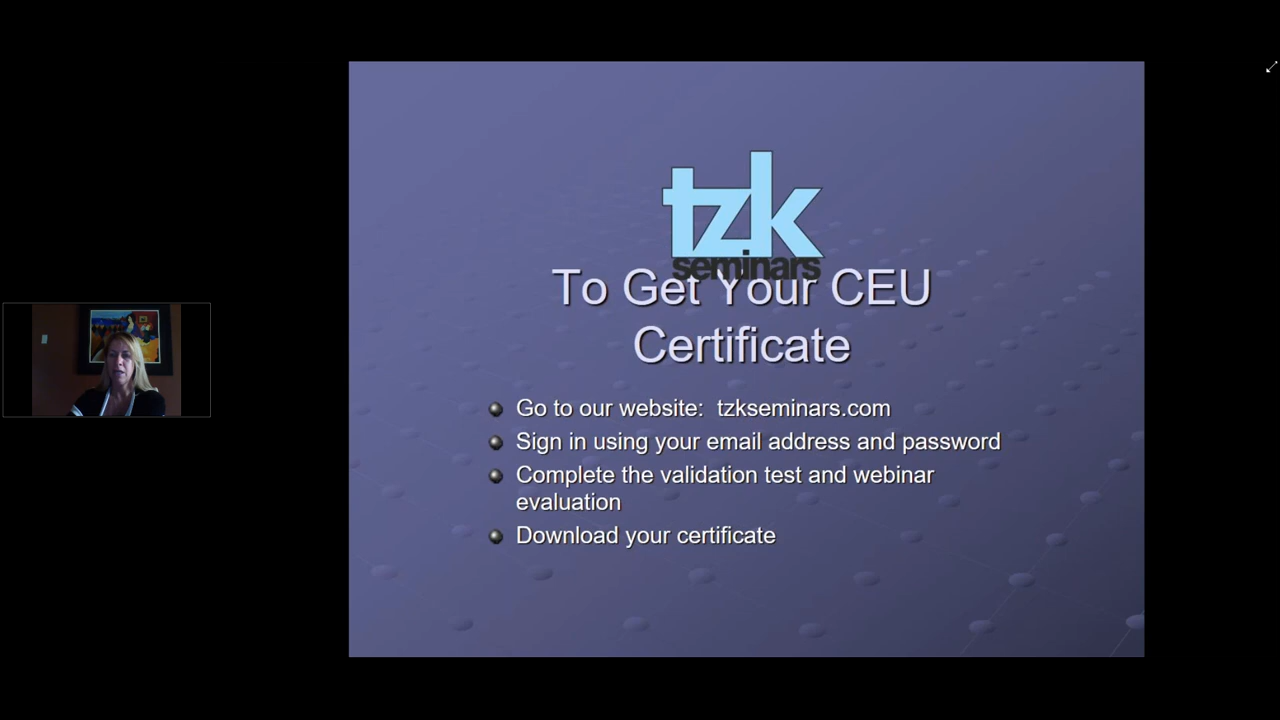 tzk
seminars
To Get Your CEU
Certificate
Go to our website:  tzkseminars.com
Sign in using your email address and password
Complete the validation test and webinar
evaluation
Download your certificate